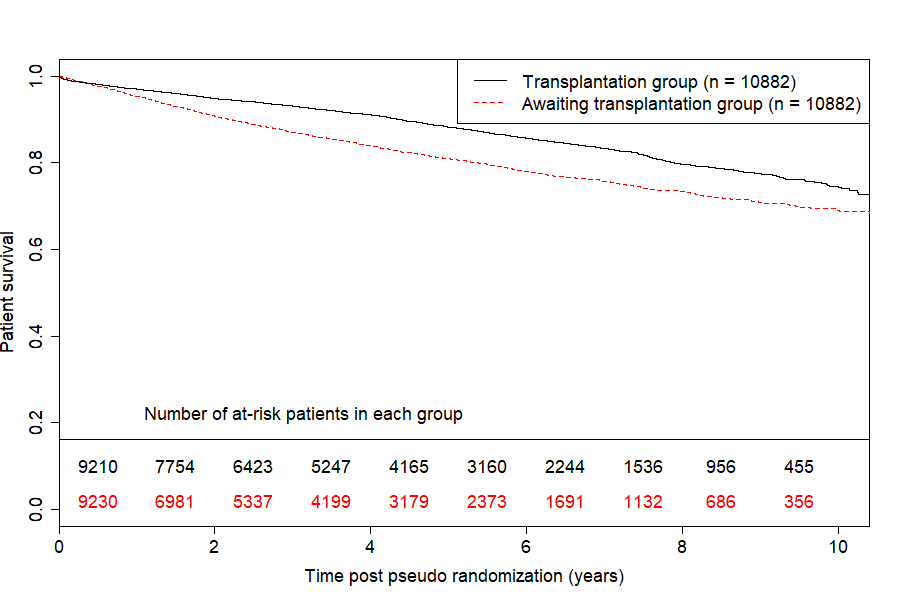 Transplantation group (n = 10882)
Awaiting transplantation group (n = 10882)
1.0
0.8
0.6
0.4
0.2
0.0
Patient survival
Number of at-risk patients in each group
9210 7754 6423 5247 4165 3160 2244 1536 956 455
9230 6981 5337 4199 3179 2373 1691 1132 686 356
0 2 4 6 8 10
Time post pseudo randomization (years)